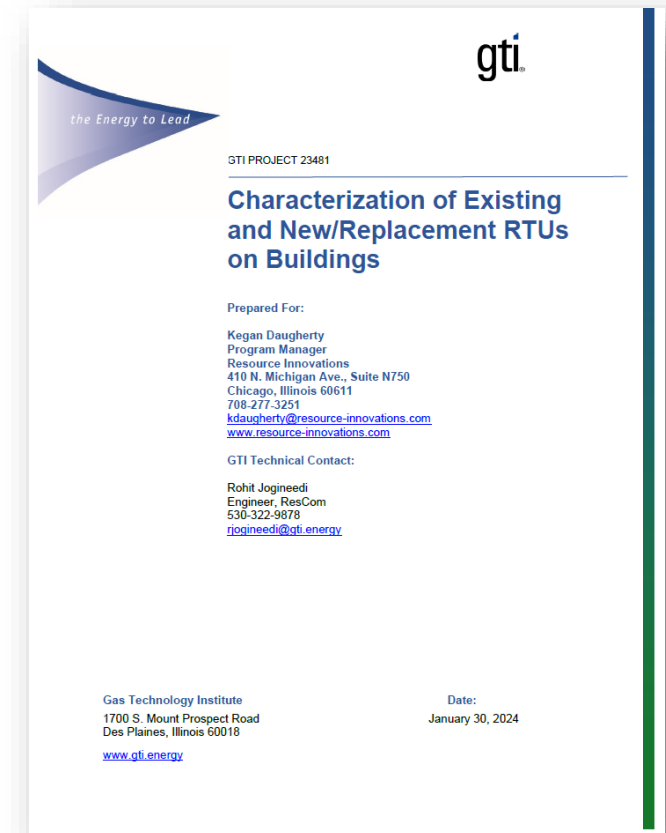 gti®
the Energy to Lead
GTI PROJECT 23481
Characterization of Existing
and New/Replacement RTUs
on Buildings
Prepared For:
Kegan Daugherty
Program Manager
Resource Innovations
410 N. Michigan Ave., Suite N750
Chicago, Illinois 60611
708-277-3251
kdaugherty@resource-innovations.com
www.resource-innovations.com
GTI Technical Contact:
Rohit Jogineedi
Engineer, ResCom
530-322-9878
rjogineedi@gti.energy
Gas Technology Institute
1700 S. Mount Prospect Road
Des Plaines, Illinois 60018
www.gti.energy
Date:
January 30, 2024